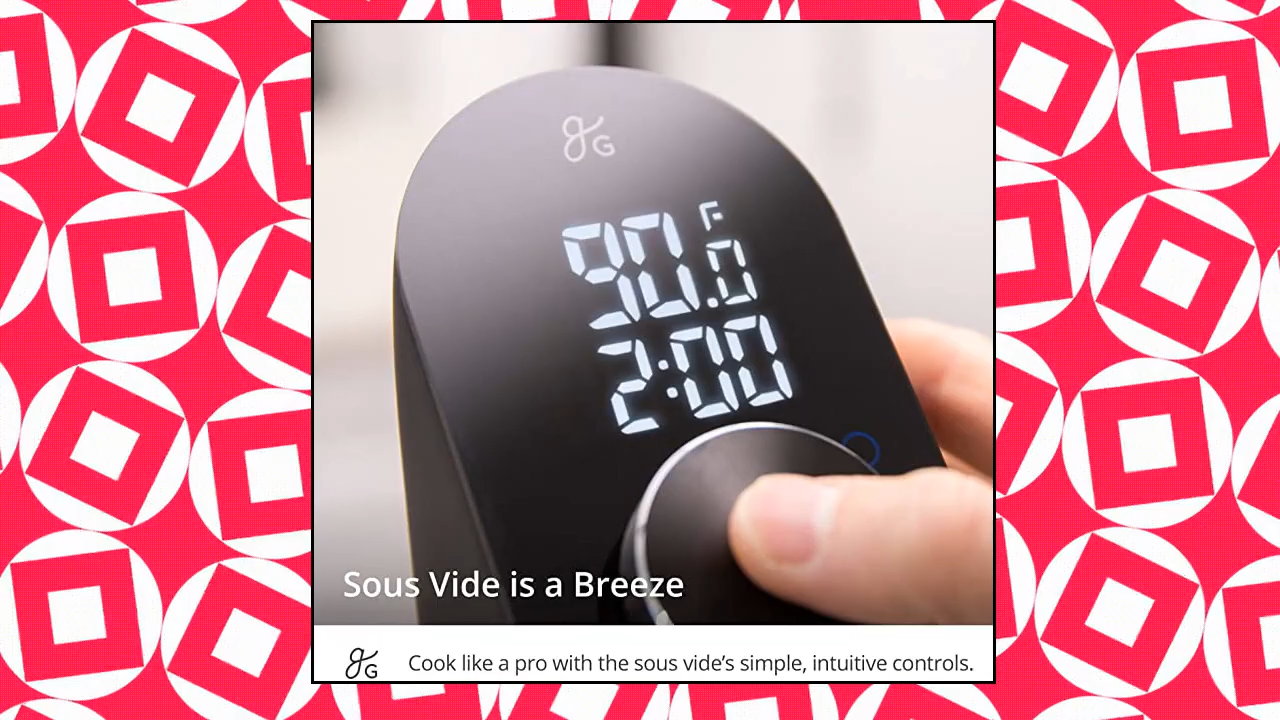 gG
F
90.0
2:00
Sous Vide is a Breeze
gG
Cook like a pro with the sous vide’s simple, intuitive controls.